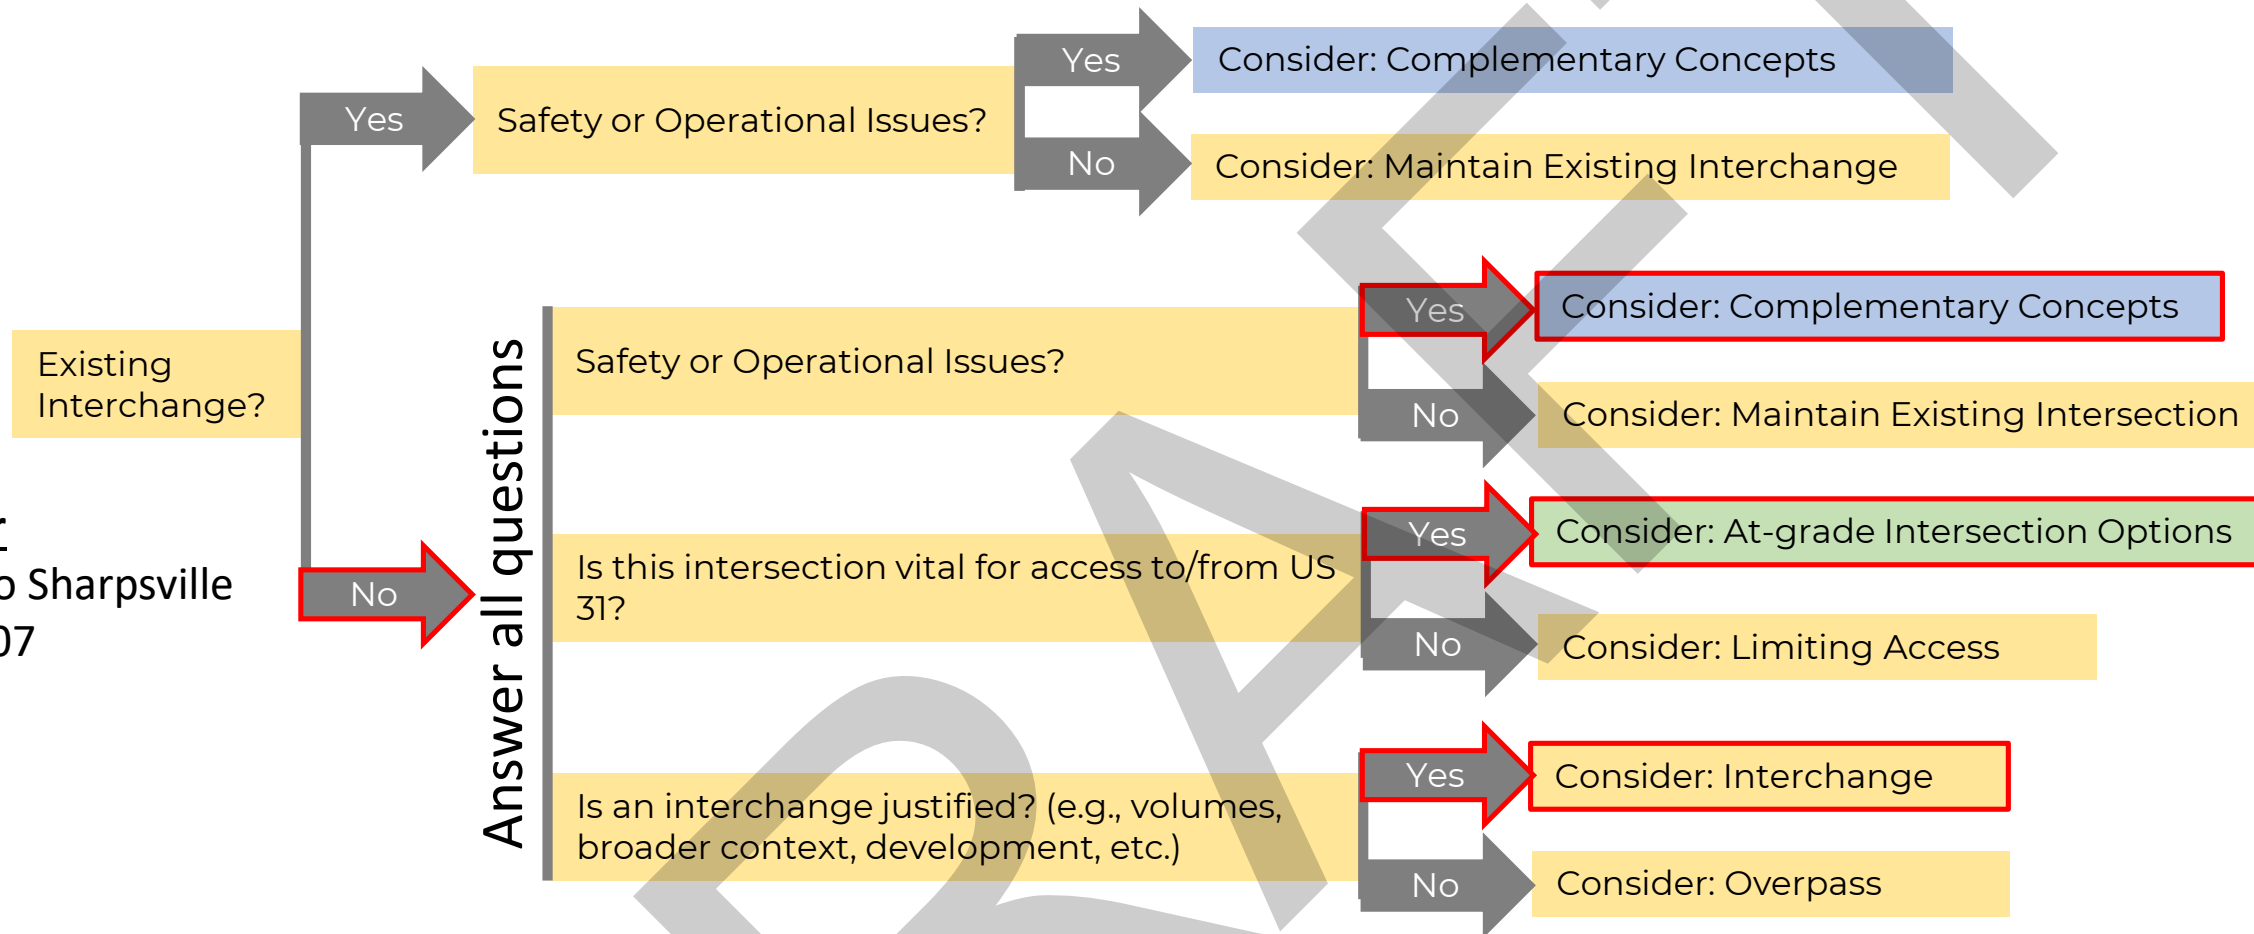 Yes
Safety or Operational Issues?
Yes
Consider: Complementary Concepts
No
Consider: Maintain Existing Interchange
Existing
Interchange?
No
Sharpsville
07
Answer all questions
Safety or Operational Issues?
Yes
Consider: Complementary Concepts
No
Consider: Maintain Existing Intersection
Is this intersection vital for access to/from US
31?
Yes
Consider: At-grade Intersection Options
No
Consider: Limiting Access
Is an interchange justified? (e.g., volumes,
broader context, development, etc.)
Yes
Consider: Interchange
No
Consider: Overpass